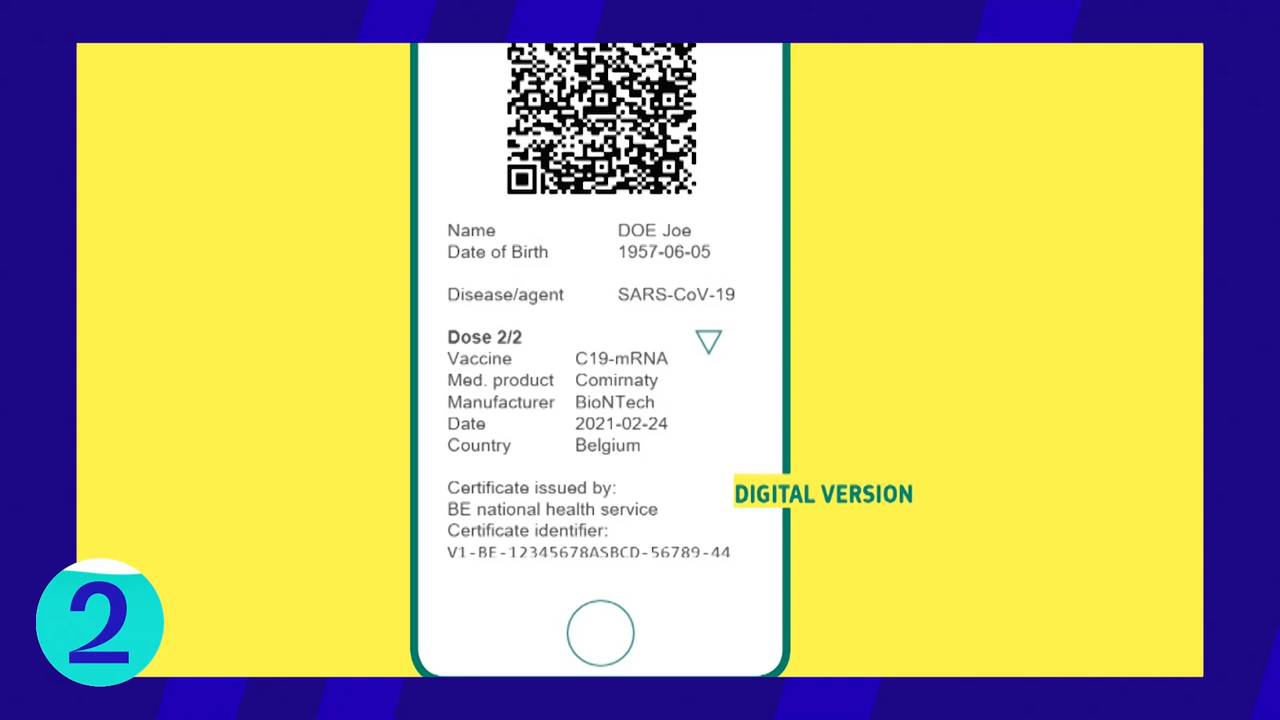 Name DOE Joe
Date of Birth 1957-06-05
Disease/agent SARS-CoV-19
Dose 2/2
Vaccine C19-mRNA
Med. product Comirnaty
Manufacturer BioNTech
Date 2021-02-24
Country Belgium
Certificate issued by:
BE national health service
Certificate identifier:
V1-BE-12345678ASBCD-56789-44
DIGITAL VERSION
2